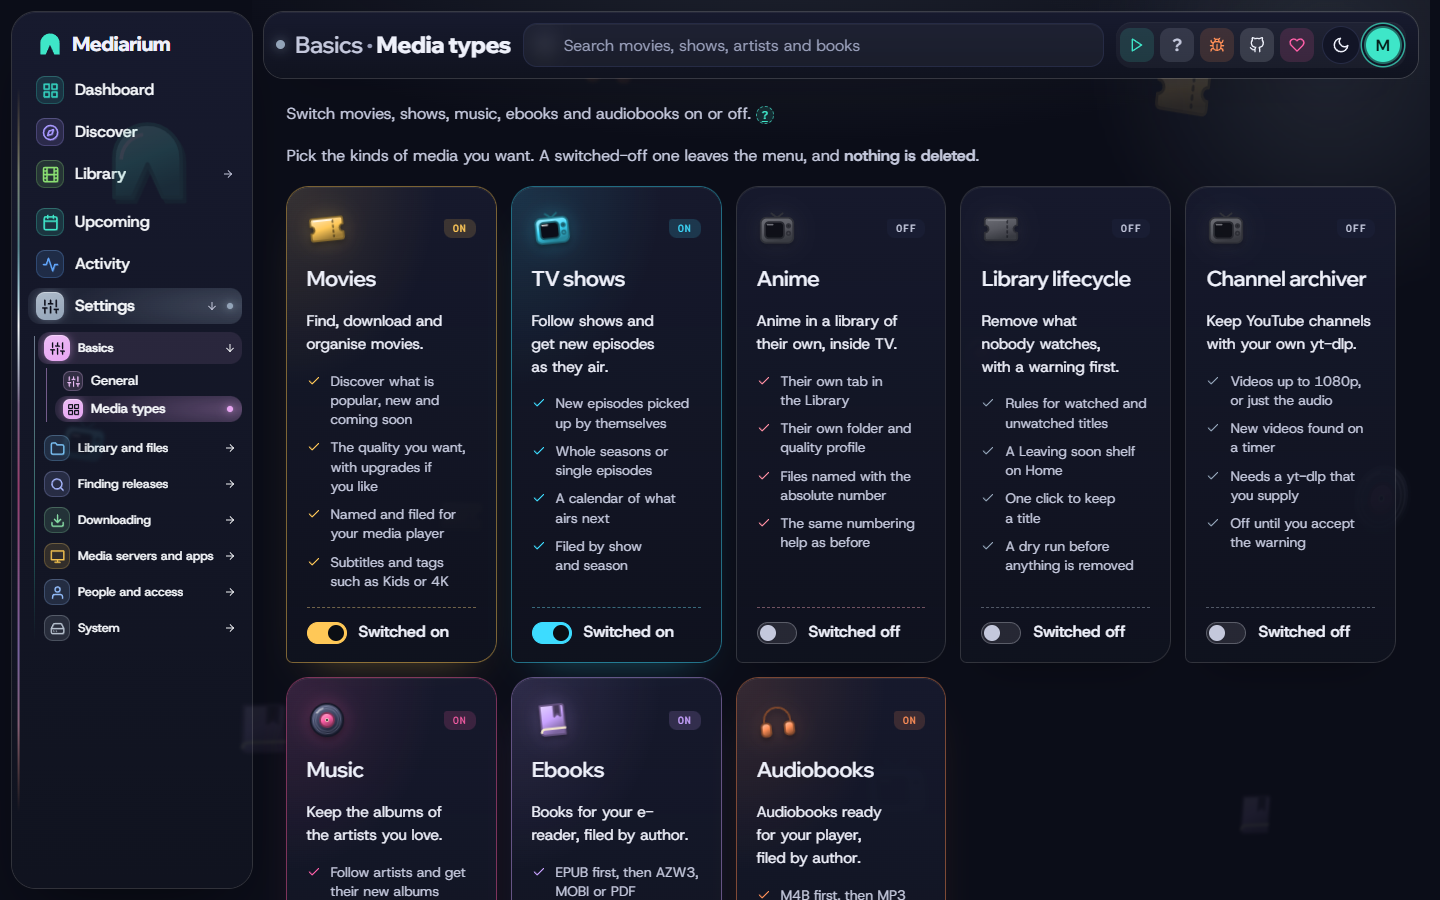 Mediarium
Dashboard
Discover
Library
Upcoming
Activity
Settings
Basics
General
Media types
Library and files
Finding releases
Downloading
Media servers and apps
People and access
System
Basics · Media types
Search movies, shows, artists and books
?
M
Switch movies, shows, music, ebooks and audiobooks on or off. ?
Pick the kinds of media you want. A switched-off one leaves the menu, and nothing is deleted.
ON
Movies
Find, download and
organise movies.
Discover what is
popular, new and
coming soon
The quality you want,
with upgrades if
you like
Named and filed for
your media player
Subtitles and tags
such as Kids or 4K
Switched on
ON
TV shows
Follow shows and
get new episodes
as they air.
New episodes picked
up by themselves
Whole seasons or
single episodes
A calendar of what
airs next
Filed by show
and season
Switched on
OFF
Anime
Anime in a library of
their own, inside TV.
Their own tab in
the Library
Their own folder and
quality profile
Files named with the
absolute number
The same numbering
help as before
Switched off
OFF
Library lifecycle
Remove what
nobody watches,
with a warning first.
Rules for watched and
unwatched titles
A Leaving soon shelf
on Home
One click to keep
a title
A dry run before
anything is removed
Switched off
OFF
Channel archiver
Keep YouTube channels
with your own yt-dlp.
Videos up to 1080p,
or just the audio
New videos found on
a timer
Needs a yt-dlp that
you supply
Off until you accept
the warning
Switched off
ON
Music
Keep the albums of
the artists you love.
Follow artists and get
their new albums
ON
Ebooks
Books for your e-
reader, filed by author.
EPUB first, then AZW3,
MOBI or PDF
ON
Audiobooks
Audiobooks ready
for your player,
filed by author.
M4B first, then MP3